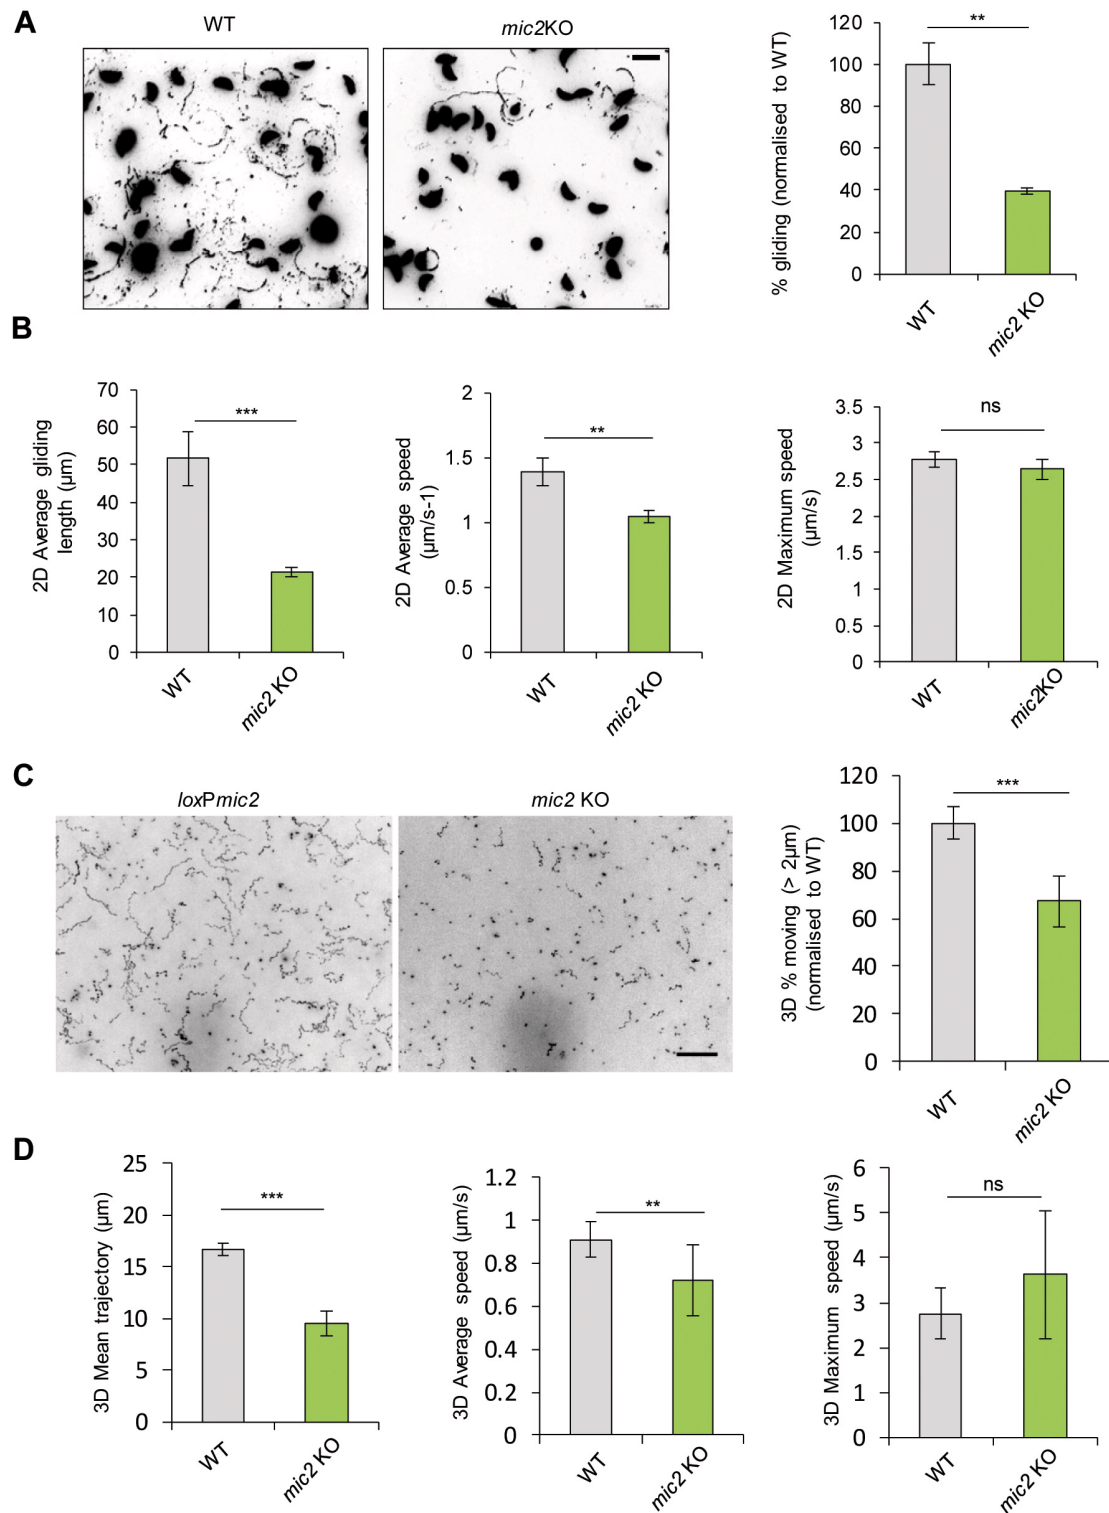 A
WT
mic2KO
% gliding (normalised to WT)
120
100
80
60
40
20
0
**
WT
mic2 KO
B
2D Average gliding
length (μm)
70
60
50
40
30
20
10
0
***
WT
mic2 KO
2D Average speed
(μm/s-1)
2
1.5
1
0.5
0
**
WT
mic2 KO
2D Maximum speed
(μm/s)
3.5
3
2.5
2
1.5
1
0.5
0
ns
WT
mic2KO
C
loxPmic2
mic2 KO
3D % moving (> 2μm)
(normalised to WT)
120
100
80
60
40
20
0
***
WT
mic2 KO
D
3D Mean trajectory (μm)
25
20
15
10
5
0
***
WT
mic2 KO
3D Average speed (μm/s)
1.2
1
0.8
0.6
0.4
0.2
0
**
WT
mic2 KO
3D Maximum speed (μm/s)
6
5
4
3
2
1
0
ns
WT
mic2 KO